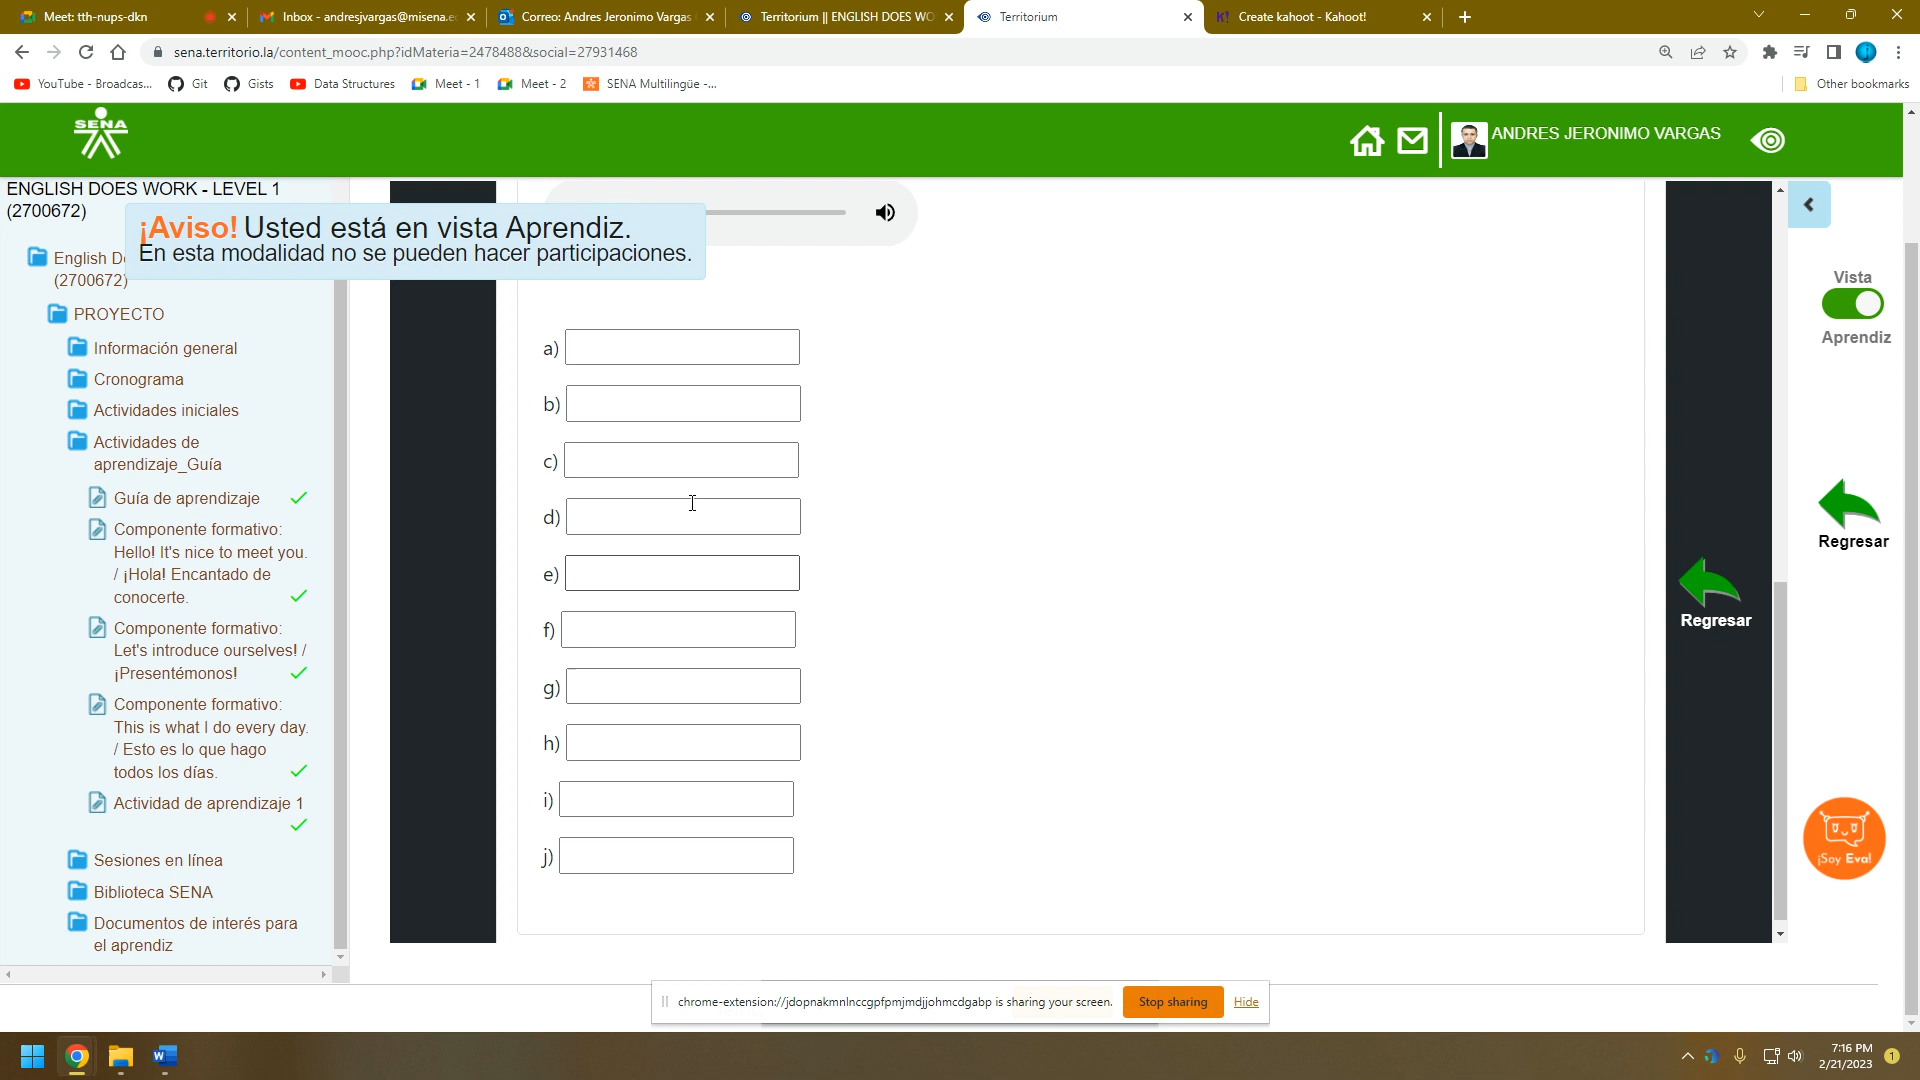 Meet: tth-nups-dkn
Inbox - andresjvargas@misena.e
Correo: Andres Jeronimo Vargas
Territorium || ENGLISH DOES WO
Territorium
Create kahoot - Kahoot!
sena.territorio.la/content_mooc.php?idMateria=2478488&social=27931468
YouTube - Broadcas...
Git
Gists
Data Structures
Meet - 1
Meet - 2
SENA Multilingüe -...
Other bookmarks
SENA
ANDRES JERONIMO VARGAS
ENGLISH DOES WORK - LEVEL 1
(2700672)
¡Aviso! Usted está en vista Aprendiz.
En esta modalidad no se pueden hacer participaciones.
English D
(2700672)
PROYECTO
Información general
Cronograma
Actividades iniciales
Actividades de
aprendizaje_Guía
Guía de aprendizaje
Componente formativo:
Hello! It's nice to meet you.
/ ¡Hola! Encantado de
conocerte.
Componente formativo:
Let's introduce ourselves! /
¡Presentémonos!
Componente formativo:
This is what I do every day.
/ Esto es lo que hago
todos los días.
Actividad de aprendizaje 1
Sesiones en línea
Biblioteca SENA
Documentos de interés para
el aprendiz
a)
b)
c)
d)
e)
f)
g)
h)
i)
j)
Regresar
Vista
Aprendiz
Regresar
¡Soy Eva!
chrome-extension://jdopnakmnlnccgpfpmjmdjjohmcdgabp is sharing your screen.
Stop sharing
Hide
7:16 PM
2/21/2023
1